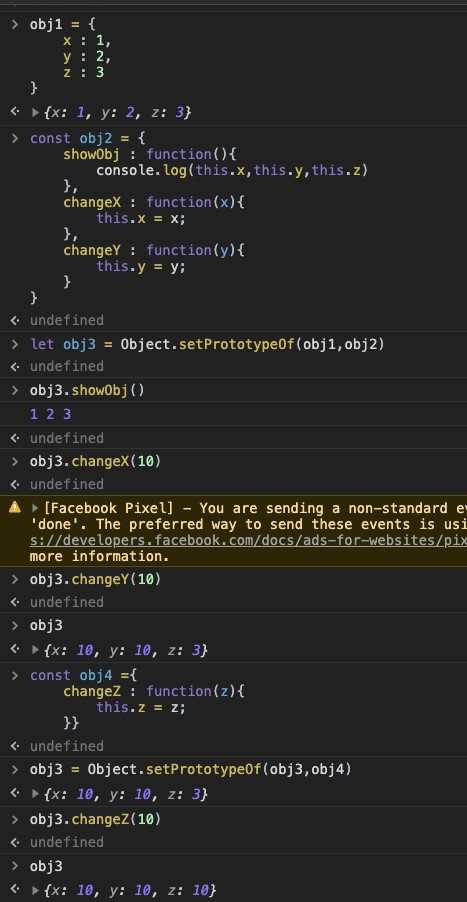 > obj1 = {
x : 1,
y : 2,
z : 3
}
<· ▶{x: 1, y: 2, z: 3}
> const obj2 = {
showObj : function(){
console.log(this.x,this.y,this.z)
},
changeX : function(x){
this.x = x;
},
changeY : function(y){
this.y = y;
}
}
<· undefined
> let obj3 = Object.setPrototypeOf(obj1,obj2)
<· undefined
> obj3.showObj()
1 2 3
<· undefined
> obj3.changeX(10)
<· undefined
▶[Facebook Pixel] - You are sending a non-standard ev
'done'. The preferred way to send these events is usi
s://developers.facebook.com/docs/ads-for-websites/pix
more information.
> obj3.changeY(10)
<· undefined
> obj3
<· ▶{x: 10, y: 10, z: 3}
> const obj4 ={
changeZ : function(z){
this.z = z;
}}
<· undefined
> obj3 = Object.setPrototypeOf(obj3,obj4)
<· ▶{x: 10, y: 10, z: 3}
> obj3.changeZ(10)
<· undefined
> obj3
<· ▶{x: 10, y: 10, z: 10}